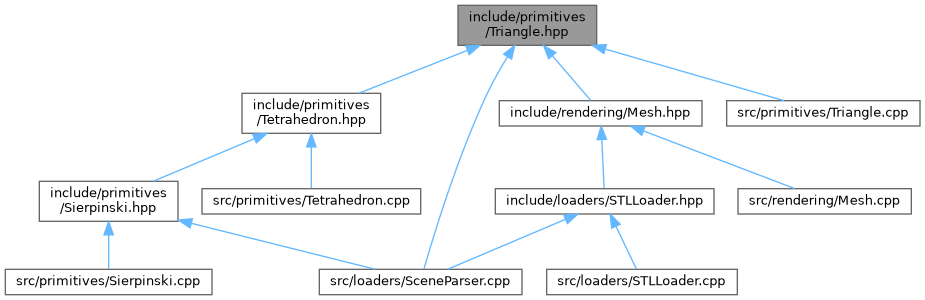 include/primitives
/Triangle.hpp
include/primitives
/Tetrahedron.hpp
include/rendering/Mesh.hpp
src/primitives/Triangle.cpp
include/primitives
/Sierpinski.hpp
src/primitives/Tetrahedron.cpp
include/loaders/STLLoader.hpp
src/rendering/Mesh.cpp
src/primitives/Sierpinski.cpp
src/loaders/SceneParser.cpp
src/loaders/STLLoader.cpp